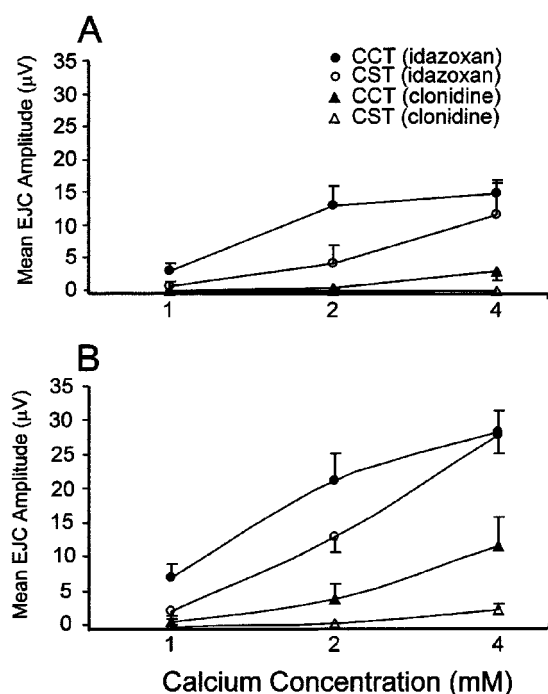 A
CCT (idazoxan)
CST (idazoxan)
CCT (clonidine)
CST (clonidine)
Mean EJC Amplitude (µV)
35
30
25
20
15
10
5
0
1 2 4
B
Mean EJC Amplitude (µV)
35
30
25
20
15
10
5
0
1 2 4
Calcium Concentration (mM)